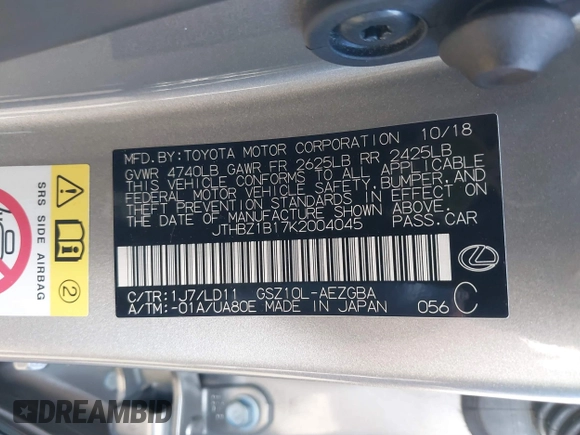 MFD.BY:TOYOTA MOTOR CORPORATION 10/18
GVWR 4740LB GAWR FR 2625LB RR 2425LB
THIS VEHICLE CONFORMS TO ALL APPLICABLE
FEDERAL MOTOR VEHICLE SAFETY,BUMPER,AND
THEFT PREVENTION STANDARDS IN EFFECT ON
THE DATE OF MANUFACTURE SHOWN ABOVE.
JTHBZ1B17K2004045 PASS.CAR
C/TR:1J7/LD11 GSZ10L-AEZGBA
A/TM:-01A/UA80E MADE IN JAPAN 056 C
SRS SIDE AIRBAG
2
DREAMBID